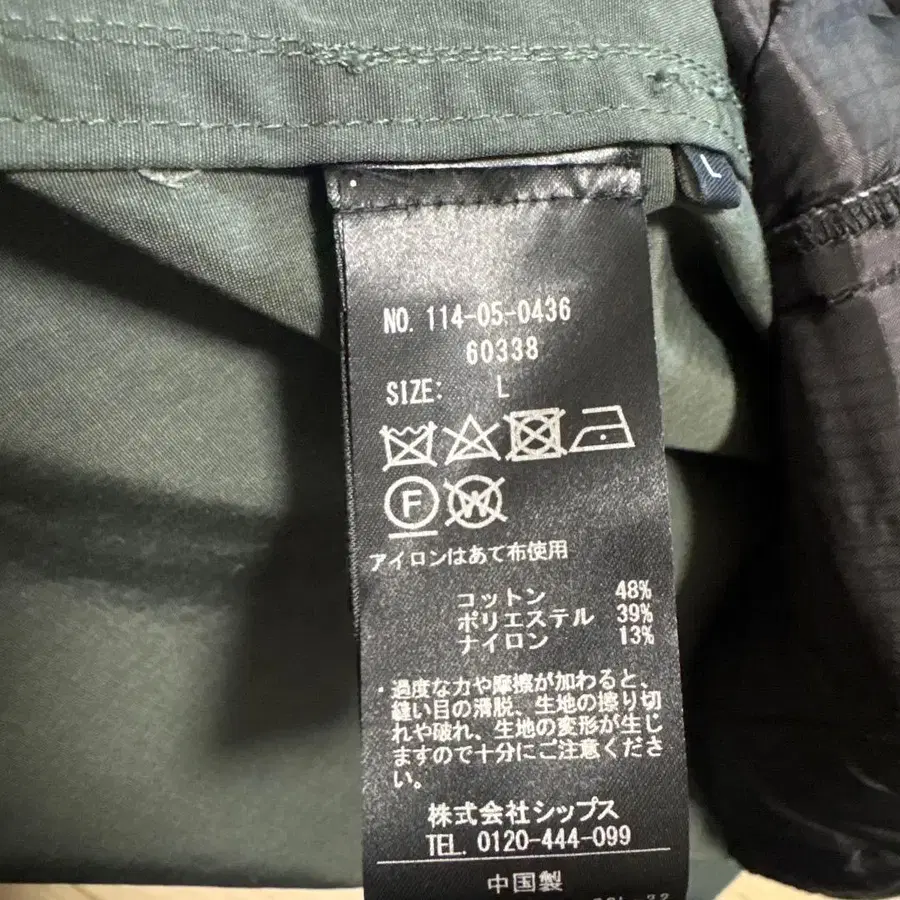 L
NO. 114-05-0436
60338
SIZE: L
F W
アイロンはあて布使用
コットン 48%
ポリエステル 39%
ナイロン 13%
・過度な力や摩擦が加わると、
縫い目の滑脱、生地の擦り切
れや破れ、生地の変形が生じ
ますので十分にご注意くださ
い。
株式会社シップス
TEL. 0120-444-099
中国製